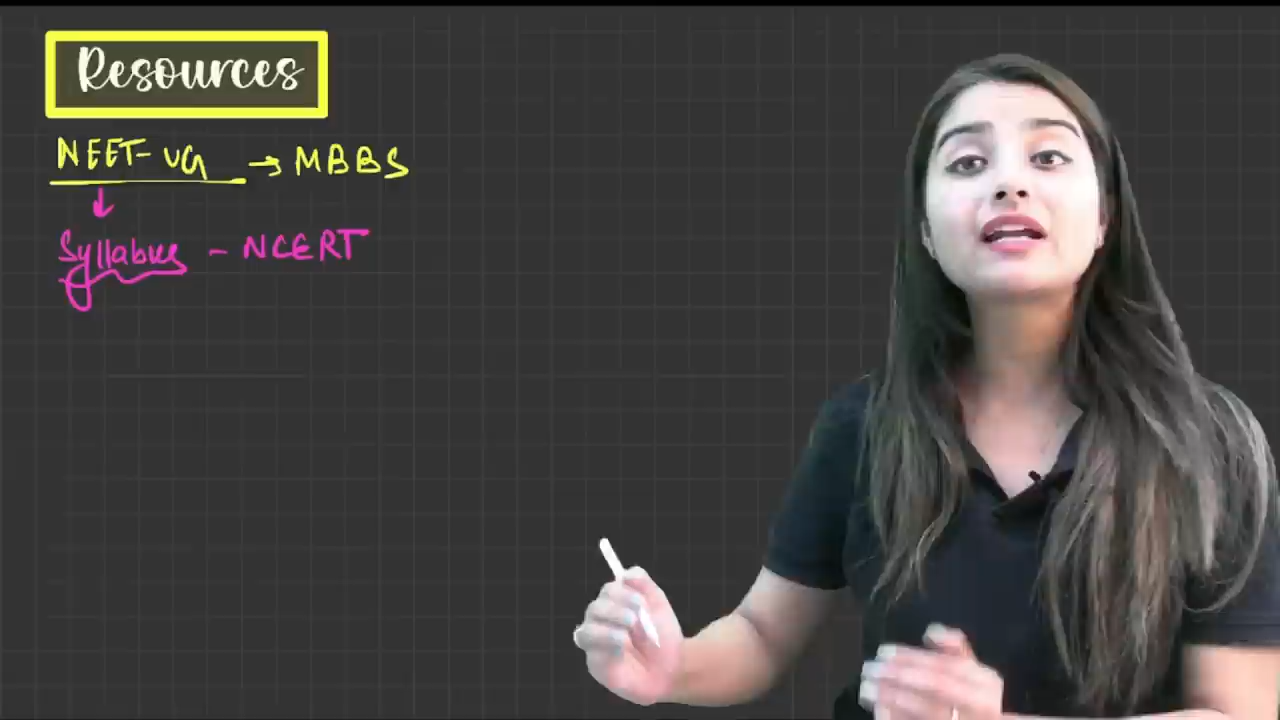 Resources
NEET-UG → MBBS
↓
Syllabus - NCERT